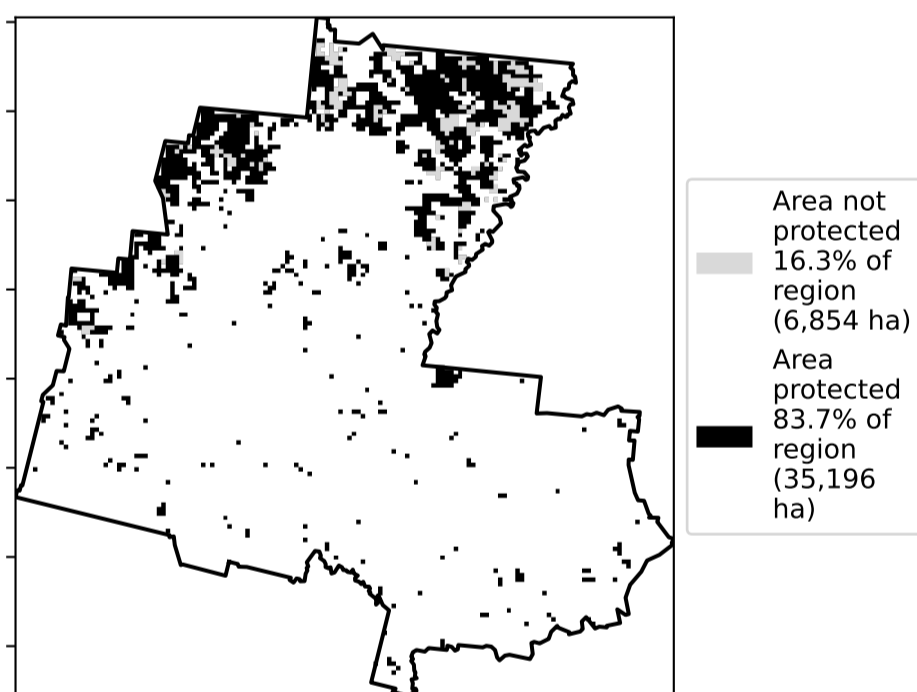 Area not
protected
16.3% of
region
(6,854 ha)
Area
protected
83.7% of
region
(35,196
ha)